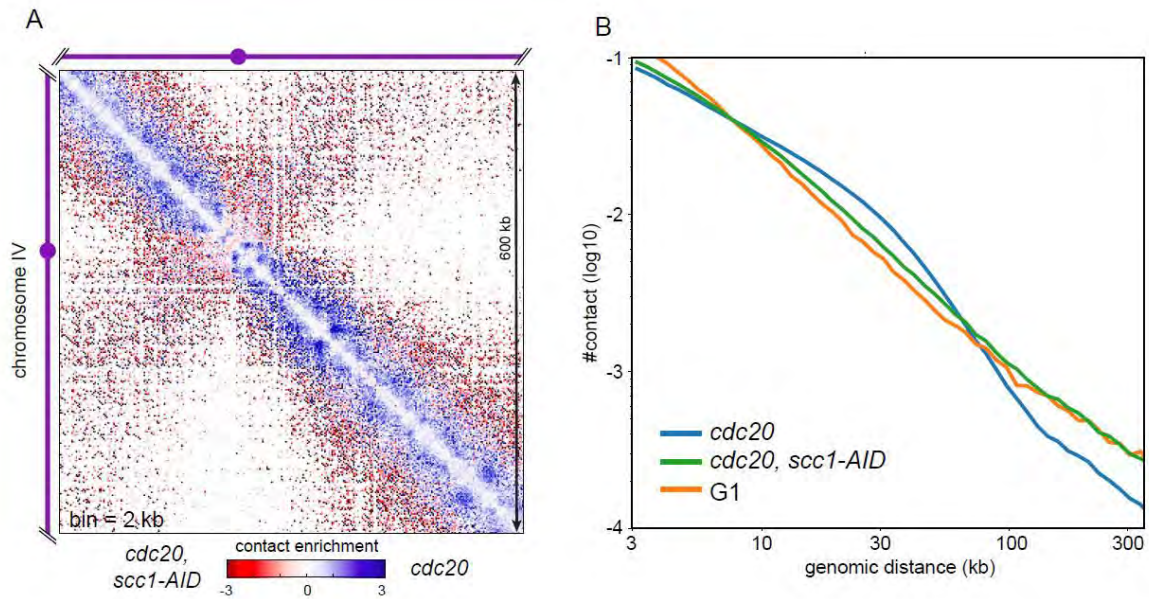 A
B
chromosome IV
600 kb
bin = 2 kb
cdc20,
scc1-AID
contact enrichment
-3
0
3
cdc20
#contact (log10)
-1
-2
-3
-4
cdc20
cdc20, scc1-AID
G1
3
10
30
100
300
genomic distance (kb)